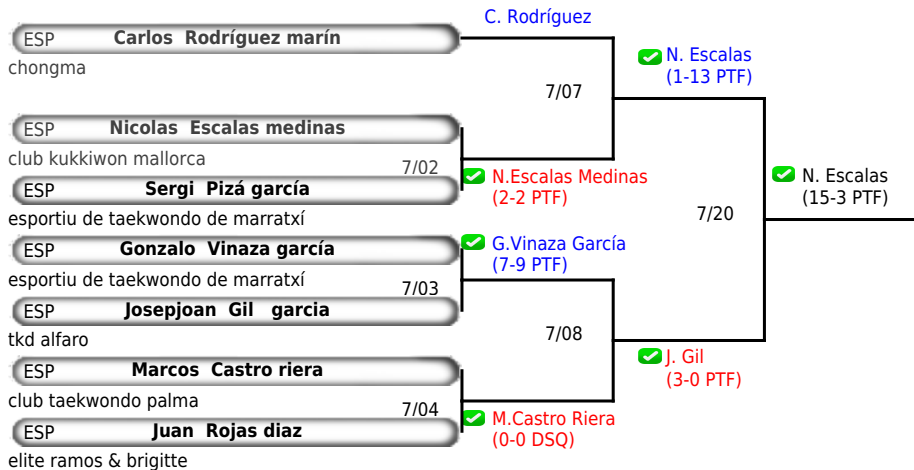 C. Rodríguez
ESP Carlos Rodríguez marín
chongma
N. Escalas
(1-13 PTF)
7/07
ESP Nicolas Escalas medinas
club kukkiwon mallorca
7/02
N.Escalas Medinas
(2-2 PTF)
N. Escalas
(15-3 PTF)
ESP Sergi Pizá garcía
esportiu de taekwondo de marratxí
7/20
ESP Gonzalo Vinaza garcía
G.Vinaza García
(7-9 PTF)
esportiu de taekwondo de marratxí
7/03
ESP Josepjoan Gil garcia
tkd alfaro
7/08
J. Gil
(3-0 PTF)
ESP Marcos Castro riera
club taekwondo palma
7/04
M.Castro Riera
(0-0 DSQ)
ESP Juan Rojas diaz
elite ramos & brigitte